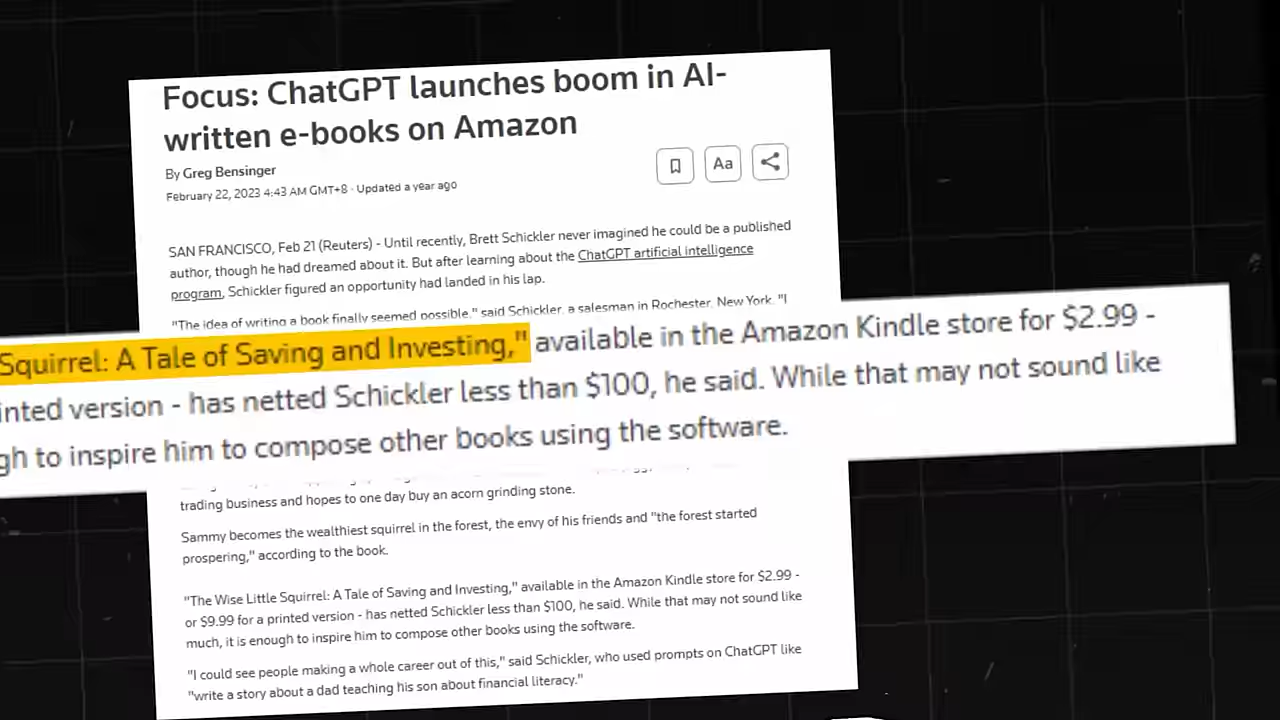 Focus: ChatGPT launches boom in AI-
written e-books on Amazon
By Greg Bensinger
February 22, 2023 4:43 AM GMT+8 · Updated a year ago
Aa
SAN FRANCISCO, Feb 21 (Reuters) - Until recently, Brett Schickler never imagined he could be a published
author, though he had dreamed about it. But after learning about the ChatGPT artificial intelligence
program, Schickler figured an opportunity had landed in his lap.
"The idea of writing a book finally seemed possible," said Schickler, a salesman in Rochester, New York. "I
Squirrel: A Tale of Saving and Investing," available in the Amazon Kindle store for $2.99 -
inted version - has netted Schickler less than $100, he said. While that may not sound like
gh to inspire him to compose other books using the software.
trading business and hopes to one day buy an acorn grinding stone.
Sammy becomes the wealthiest squirrel in the forest, the envy of his friends and "the forest started
prospering," according to the book.
"The Wise Little Squirrel: A Tale of Saving and Investing," available in the Amazon Kindle store for $2.99 -
or $9.99 for a printed version - has netted Schickler less than $100, he said. While that may not sound like
much, it is enough to inspire him to compose other books using the software.
"I could see people making a whole career out of this," said Schickler, who used prompts on ChatGPT like
"write a story about a dad teaching his son about financial literacy."